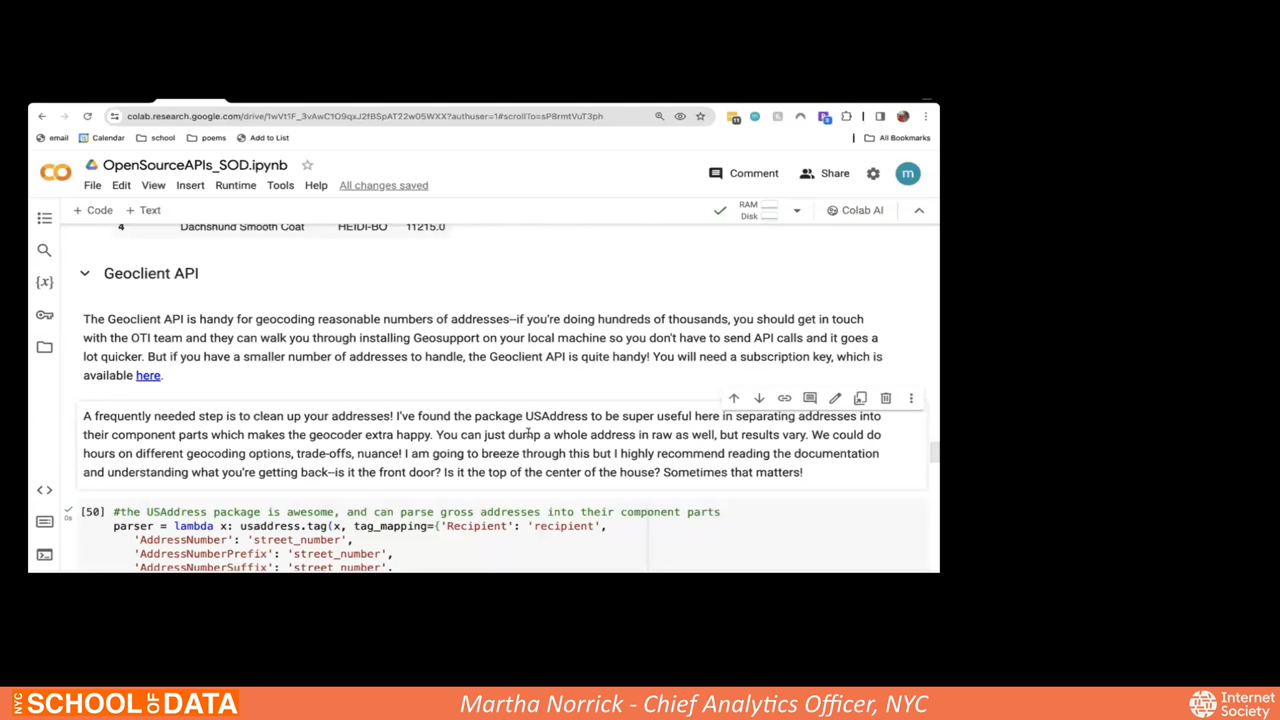 colab.research.google.com/drive/1wVt1F_3vAwC1O9qxJ2fBSpAT22w05WXX?authuser=1#scrollTo=sP8rmtVuT3ph
email
Calendar
school
poems
Add to List
All Bookmarks
OpenSourceAPIs_SOD.ipynb
File Edit View Insert Runtime Tools Help All changes saved
Comment
Share
m
+ Code + Text
RAM
Disk
Colab AI
4 Dachshund Smooth Coat HEIDI-BO 11215.0
Geoclient API
The Geoclient API is handy for geocoding reasonable numbers of addresses--if you're doing hundreds of thousands, you should get in touch
with the OTI team and they can walk you through installing Geosupport on your local machine so you don't have to send API calls and it goes a
lot quicker. But if you have a smaller number of addresses to handle, the Geoclient API is quite handy! You will need a subscription key, which is
available here.
A frequently needed step is to clean up your addresses! I've found the package USAddress to be super useful here in separating addresses into
their component parts which makes the geocoder extra happy. You can just dump a whole address in raw as well, but results vary. We could do
hours on different geocoding options, trade-offs, nuance! I am going to breeze through this but I highly recommend reading the documentation
and understanding what you're getting back--is it the front door? Is it the top of the center of the house? Sometimes that matters!
0s
[50] #the USAddress package is awesome, and can parse gross addresses into their component parts
parser = lambda x: usaddress.tag(x, tag_mapping={'Recipient': 'recipient',
'AddressNumber': 'street_number',
'AddressNumberPrefix': 'street_number',
'AddressNumberSuffix': 'street_number',
NYC SCHOOL OF DATA
Martha Norrick - Chief Analytics Officer, NYC
Internet
Society